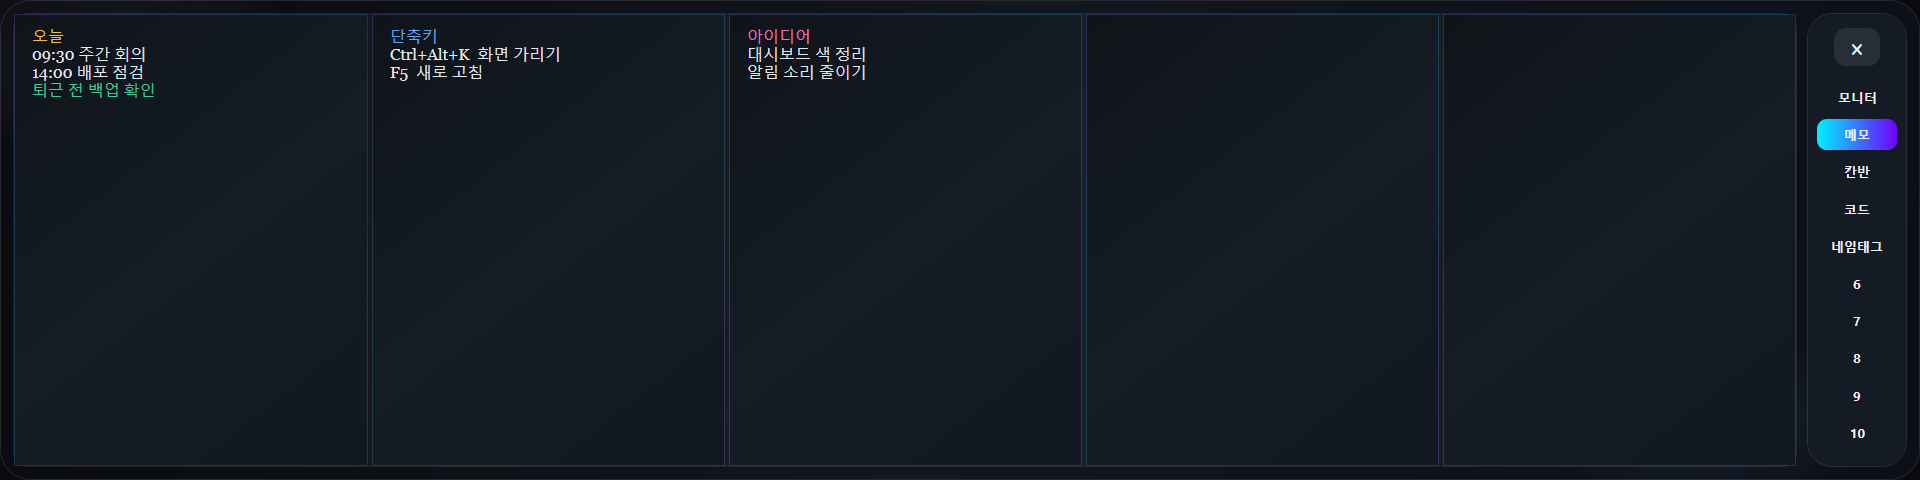 오늘
09:30 주간 회의
14:00 배포 점검
퇴근 전 백업 확인
단축키
Ctrl+Alt+K 화면 가리기
F5 새로 고침
아이디어
대시보드 색 정리
알림 소리 줄이기
×
모니터
메모
칸반
코드
네임태그
6
7
8
9
10